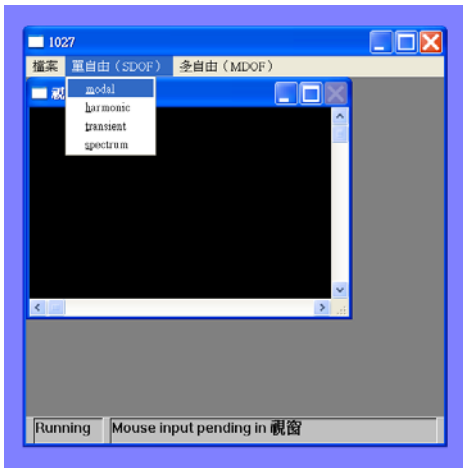 1027
檔案 單自由（SDOF） 多自由（MDOF）
視
modal
harmonic
transient
spectrum
Running Mouse input pending in 視窗